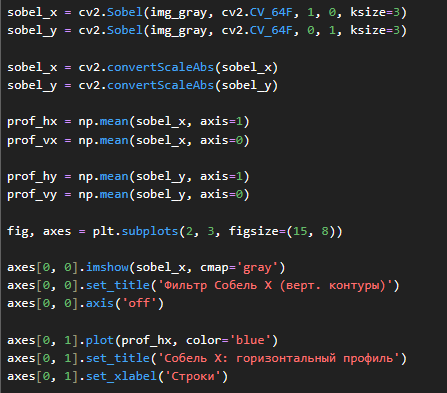 sobel_x = cv2.Sobel(img_gray, cv2.CV_64F, 1, 0, ksize=3)
sobel_y = cv2.Sobel(img_gray, cv2.CV_64F, 0, 1, ksize=3)
sobel_x = cv2.convertScaleAbs(sobel_x)
sobel_y = cv2.convertScaleAbs(sobel_y)
prof_hx = np.mean(sobel_x, axis=1)
prof_vx = np.mean(sobel_x, axis=0)
prof_hy = np.mean(sobel_y, axis=1)
prof_vy = np.mean(sobel_y, axis=0)
fig, axes = plt.subplots(2, 3, figsize=(15, 8))
axes[0, 0].imshow(sobel_x, cmap='gray')
axes[0, 0].set_title('Фильтр Собель X (верт. контуры)')
axes[0, 0].axis('off')
axes[0, 1].plot(prof_hx, color='blue')
axes[0, 1].set_title('Собель X: горизонтальный профиль')
axes[0, 1].set_xlabel('Строки')